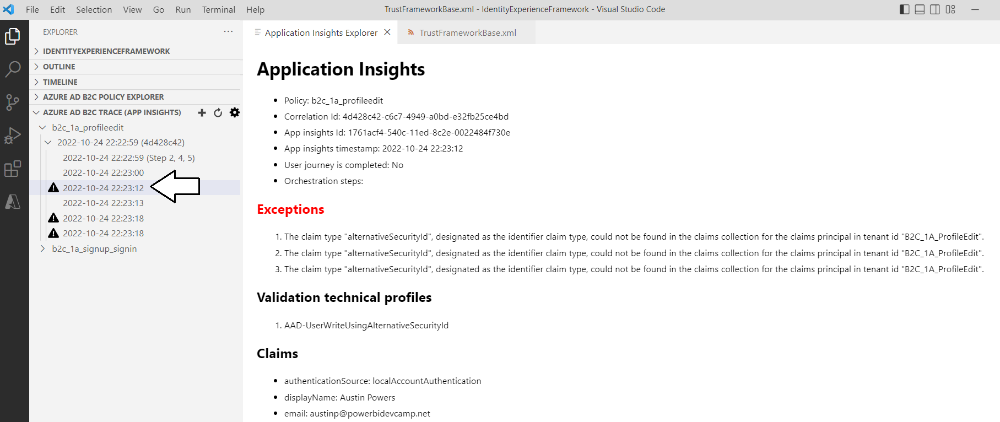 File Edit Selection View Go Run Terminal Help TrustFrameworkBase.xml - IdentityExperienceFramework - Visual Studio Code
EXPLORER
IDENTITYEXPERIENCEFRAMEWORK
OUTLINE
TIMELINE
AZURE AD B2C POLICY EXPLORER
AZURE AD B2C TRACE (APP INSIGHTS)
b2c_1a_profileedit
2022-10-24 22:22:59 (4d428c42)
2022-10-24 22:22:59 (Step 2, 4, 5)
2022-10-24 22:23:00
2022-10-24 22:23:12
2022-10-24 22:23:13
2022-10-24 22:23:18
2022-10-24 22:23:18
b2c_1a_signup_signin
Application Insights Explorer TrustFrameworkBase.xml
Application Insights
• Policy: b2c_1a_profileedit
• Correlation Id: 4d428c42-c6c7-4949-a0bd-e32fb25ce4bd
• App insights Id: 1761acf4-540c-11ed-8c2e-0022484f730e
• App insights timestamp: 2022-10-24 22:23:12
• User journey is completed: No
• Orchestration steps:
Exceptions
1. The claim type "alternativeSecurityId", designated as the identifier claim type, could not be found in the claims collection for the claims principal in tenant id "B2C_1A_ProfileEdit".
2. The claim type "alternativeSecurityId", designated as the identifier claim type, could not be found in the claims collection for the claims principal in tenant id "B2C_1A_ProfileEdit".
3. The claim type "alternativeSecurityId", designated as the identifier claim type, could not be found in the claims collection for the claims principal in tenant id "B2C_1A_ProfileEdit".
Validation technical profiles
1. AAD-UserWriteUsingAlternativeSecurityId
Claims
• authenticationSource: localAccountAuthentication
• displayName: Austin Powers
• email: austinp@powerbidevcamp.net